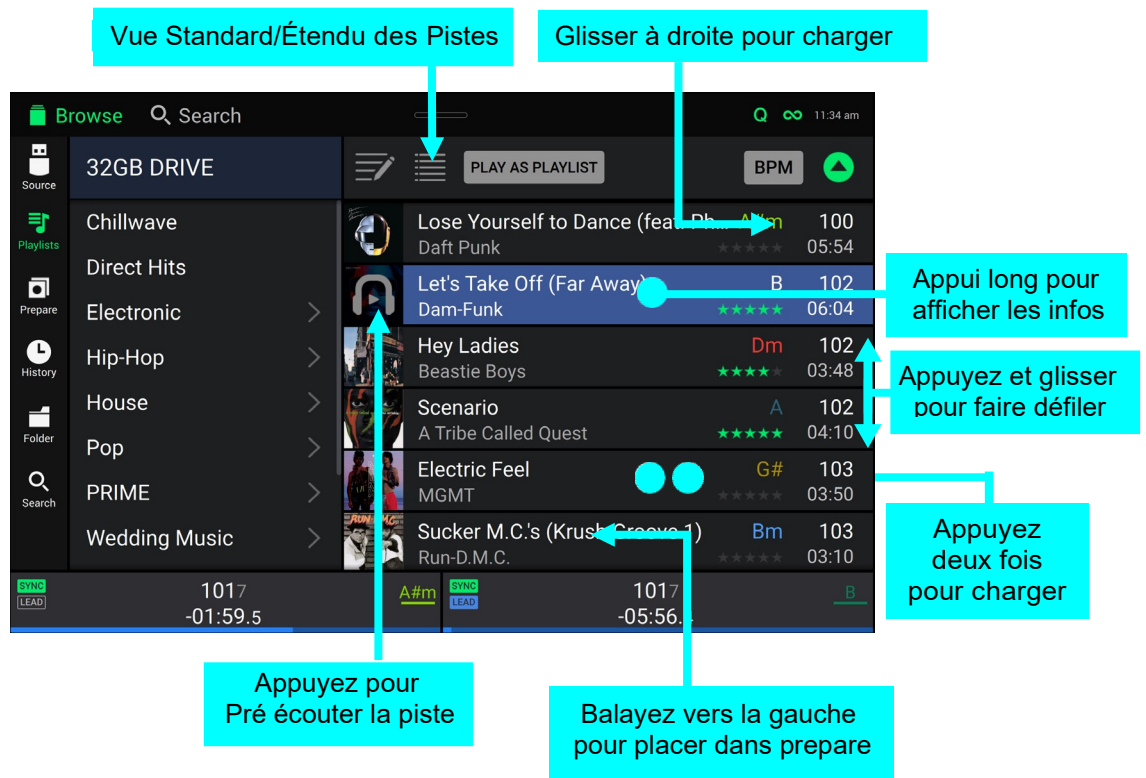 Vue Standard/Étendu des Pistes
Glisser à droite pour charger
Browse
Search
Q
11:34 am
Source
32GB DRIVE
PLAY AS PLAYLIST
BPM
Playlists
Prepare
History
Folder
Search
Chillwave
Direct Hits
Electronic
Hip-Hop
House
Pop
PRIME
Wedding Music
Lose Yourself to Dance (feat. Ph... A#m 100
Daft Punk 05:54
Let's Take Off (Far Away) B 102
Dam-Funk ★★★★★ 06:04
Hey Ladies Dm 102
Beastie Boys ★★★★★ 03:48
Scenario A 102
A Tribe Called Quest ★★★★★ 04:10
Electric Feel G# 103
MGMT ★★★★★ 03:50
Sucker M.C.'s (Krush Groove 1) Bm 103
Run-D.M.C. ★★★★★ 03:10
SYNC
LEAD
1017
-01:59.5
A#m
SYNC
LEAD
1017
-05:56.
B
Appui long pour
afficher les infos
Appuyez et glisser
pour faire défiler
Appuyez
deux fois
pour charger
Appuyez pour
Pré écouter la piste
Balayez vers la gauche
pour placer dans prepare